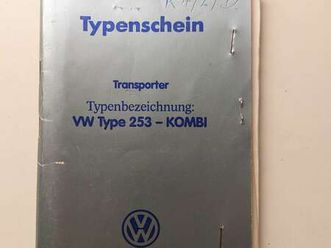 Typenschein
Transporter
Typenbezeichnung:
VW Type 253 – KOMBI